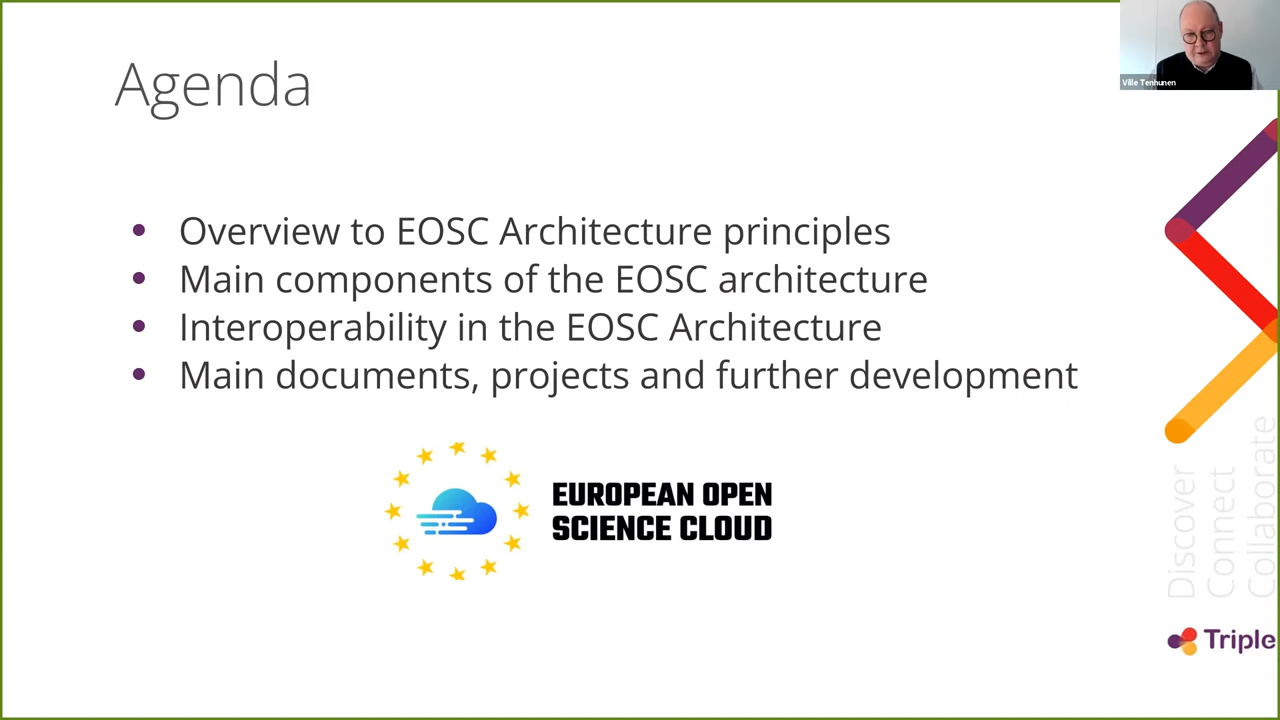 Agenda
Ville Tenhunen
• Overview to EOSC Architecture principles
• Main components of the EOSC architecture
• Interoperability in the EOSC Architecture
• Main documents, projects and further development
EUROPEAN OPEN
SCIENCE CLOUD
Discover
Connect
Collaborate
Triple